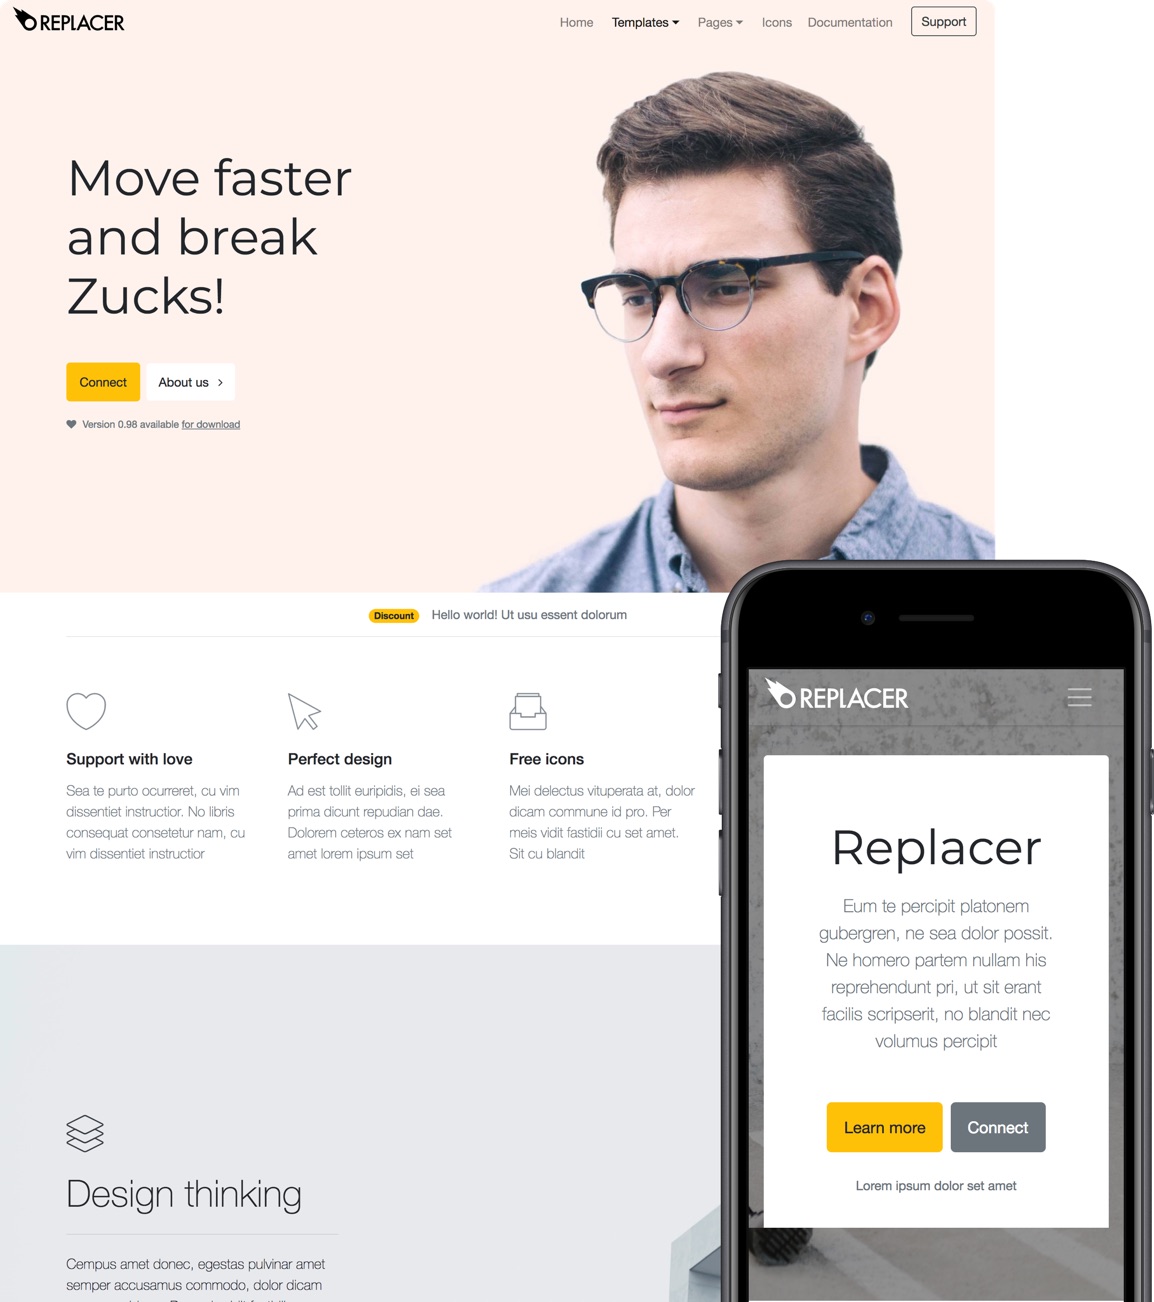 REPLACER
Home Templates Pages Icons Documentation Support
Move faster
and break
Zucks!
Connect About us
Version 0.98 available for download
Discount Hello world! Ut usu essent dolorum
Support with love
Sea te purto ocurreret, cu vim
dissentiet instructior. No libris
consequat consetetur nam, cu
vim dissentiet instructior
Perfect design
Ad est tollit euripidis, ei sea
prima dicunt repudian dae.
Dolorem ceteros ex nam set
amet lorem ipsum set
Free icons
Mei delectus vituperata at, dolor
dicam commune id pro. Per
meis vidit fastidii cu set amet.
Sit cu blandit
Design thinking
Cempus amet donec, egestas pulvinar amet
semper accusamus commodo, dolor dicam
REPLACER
Replacer
Eum te percipit platonem
gubergren, ne sea dolor possit.
Ne homero partem nullam his
reprehendunt pri, ut sit erant
facilis scripserit, no blandit nec
volumus percipit
Learn more Connect
Lorem ipsum dolor set amet